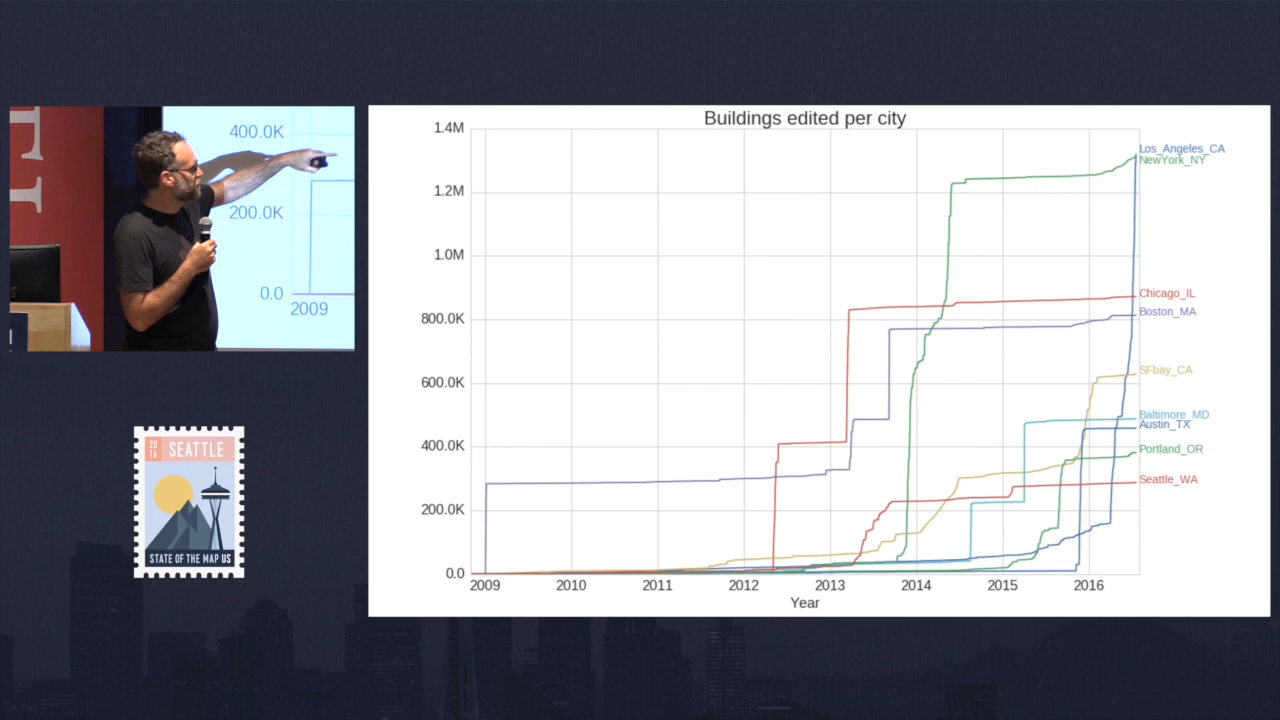 400.0K
200.0K
0.0
2009
20
16
SEATTLE
STATE OF THE MAP US
Buildings edited per city
1.4M
1.2M
1.0M
800.0K
600.0K
400.0K
200.0K
0.0
2009 2010 2011 2012 2013 2014 2015 2016
Year
Los_Angeles_CA
NewYork_NY
Chicago_IL
Boston_MA
SFbay_CA
Baltimore_MD
Austin_TX
Portland_OR
Seattle_WA